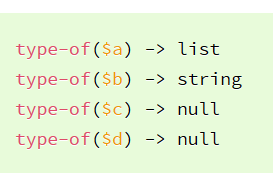 type-of($a) -> list
type-of($b) -> string
type-of($c) -> null
type-of($d) -> null